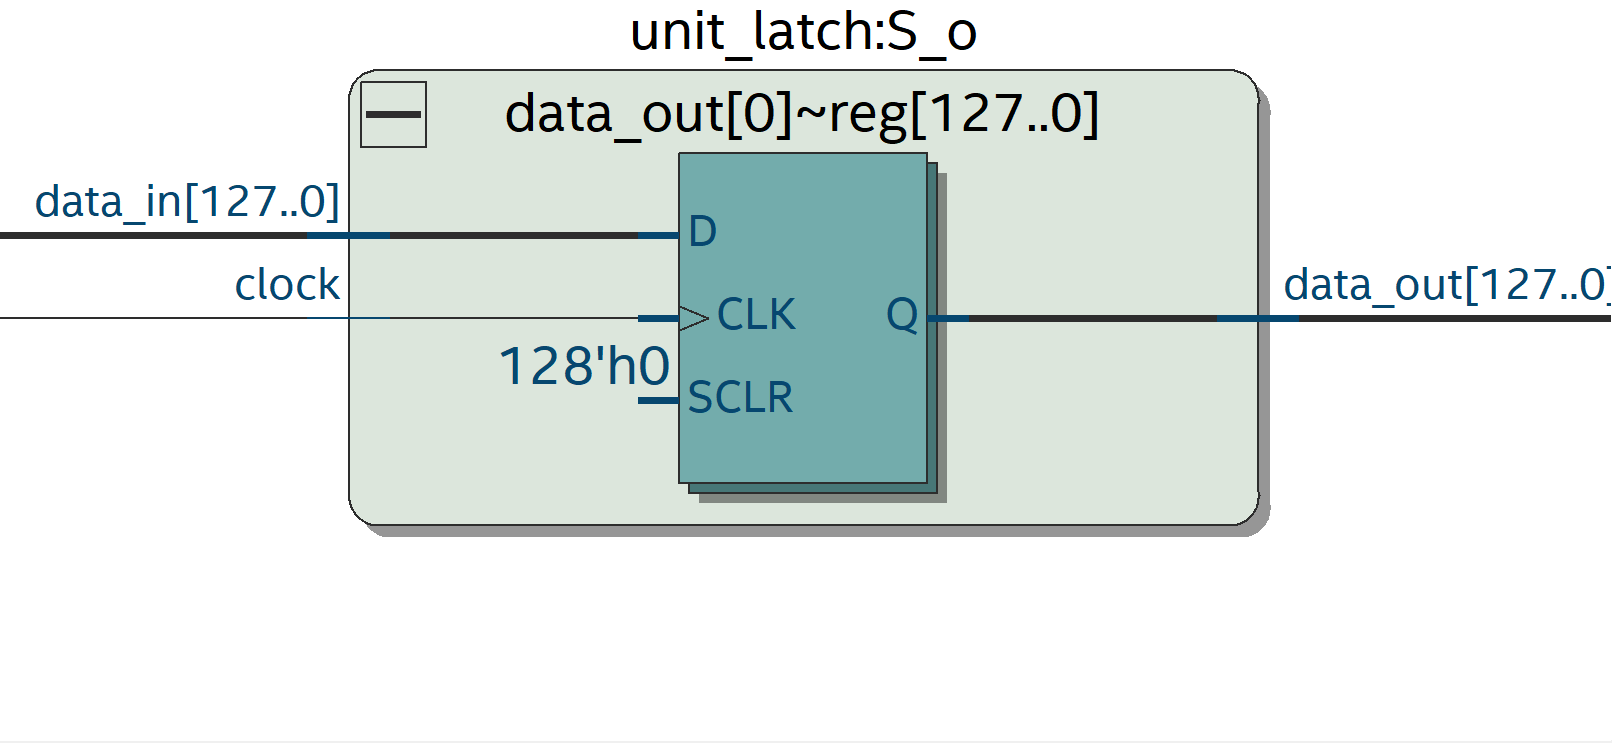 unit_latch:S_o
data_out[0]~reg[127..0]
data_in[127..0]
D
clock
CLK
Q
data_out[127..0]
128'h0
SCLR